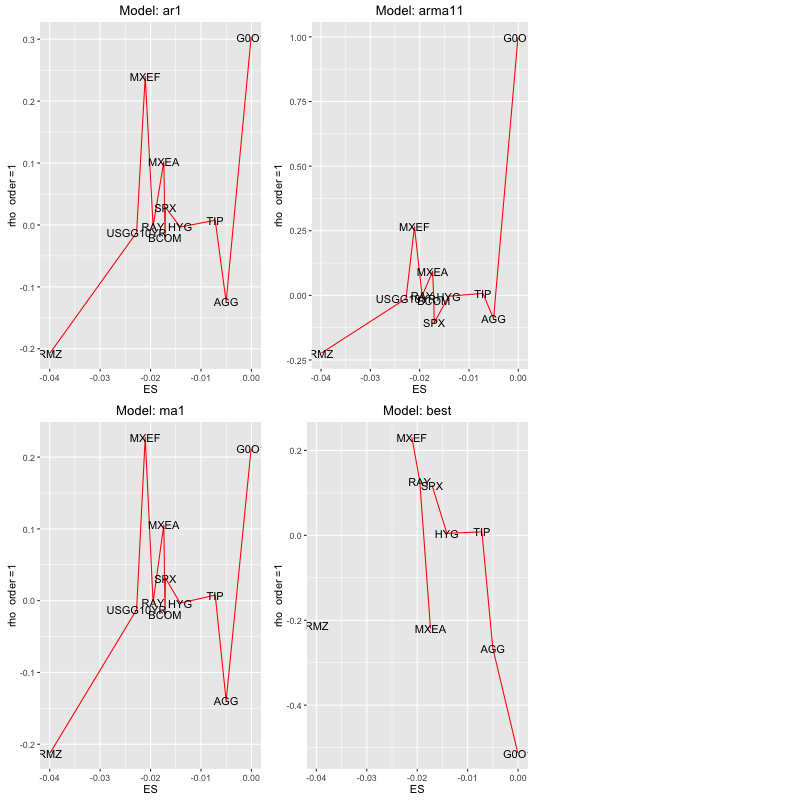 Model: ar1
rho order =1
0.3
0.2
0.1
0.0
-0.1
-0.2
G0O
MXEF
MXEA
SPX
RAY HYG
TIP
USGG10YR
BCOM
AGG
RMZ
-0.04 -0.03 -0.02 -0.01 0.00
ES
Model: arma11
rho order =1
1.00
0.75
0.50
0.25
0.00
-0.25
G0O
MXEF
MXEA
TIP
RAY HYG
USGG10YR
BCOM
SPX
AGG
RMZ
-0.04 -0.03 -0.02 -0.01 0.00
ES
Model: ma1
rho order =1
0.2
0.1
0.0
-0.1
-0.2
MXEF
G0O
MXEA
SPX
TIP
RAY HYG
USGG10YR
BCOM
AGG
RMZ
-0.04 -0.03 -0.02 -0.01 0.00
ES
Model: best
rho order =1
0.2
0.0
-0.2
-0.4
MXEF
RAY
SPX
HYG
TIP
RMZ
MXEA
AGG
G0O
-0.04 -0.03 -0.02 -0.01 0.00
ES